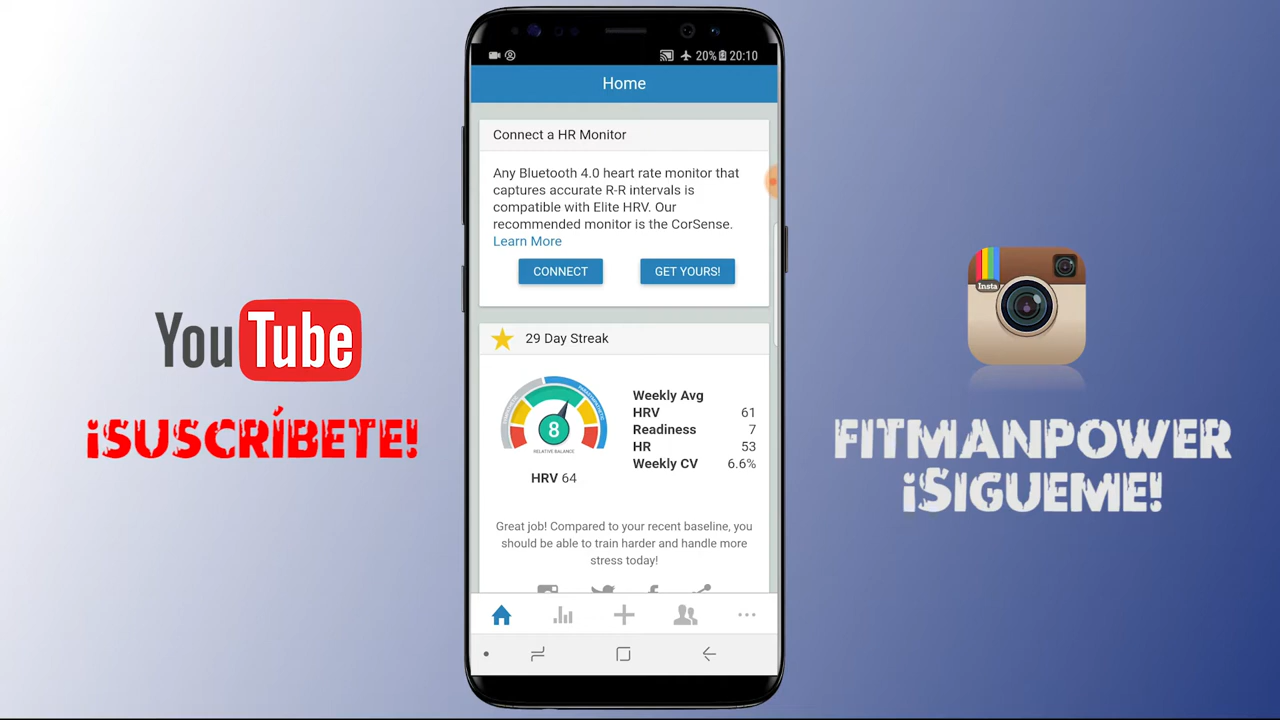 20% 20:10
Home
Connect a HR Monitor
Any Bluetooth 4.0 heart rate monitor that
captures accurate R-R intervals is
compatible with Elite HRV. Our
recommended monitor is the CorSense.
Learn More
CONNECT GET YOURS!
29 Day Streak
8
RELATIVE BALANCE
HRV 64
Weekly Avg
HRV 61
Readiness 7
HR 53
Weekly CV 6.6%
Great job! Compared to your recent baseline, you
should be able to train harder and handle more
stress today!
YouTube
¡SUSCRÍBETE!
Insta
FITMANPOWER
¡SIGUEME!